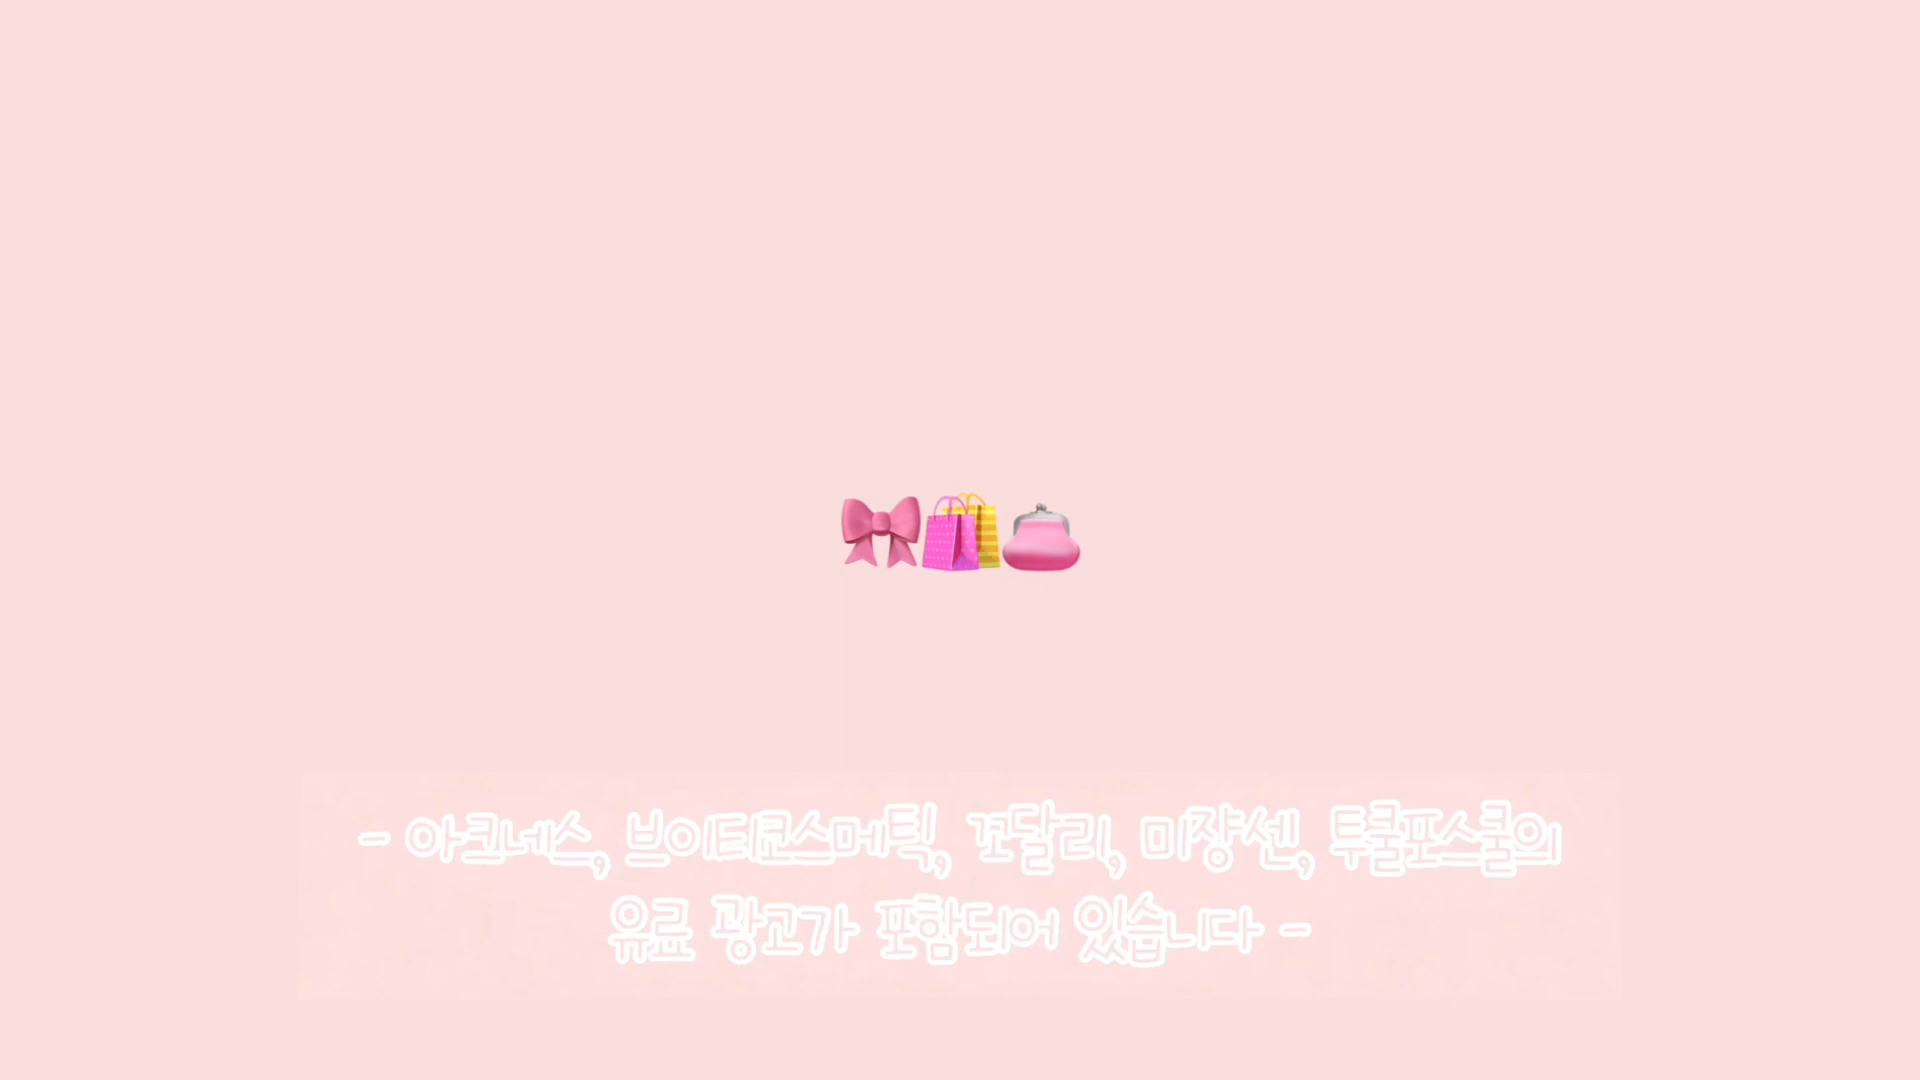 - 아크네스, 브이티코스메틱, 꼬달리, 미쟝센, 투쿨포스쿨의
유료 광고가 포함되어 있습니다 -